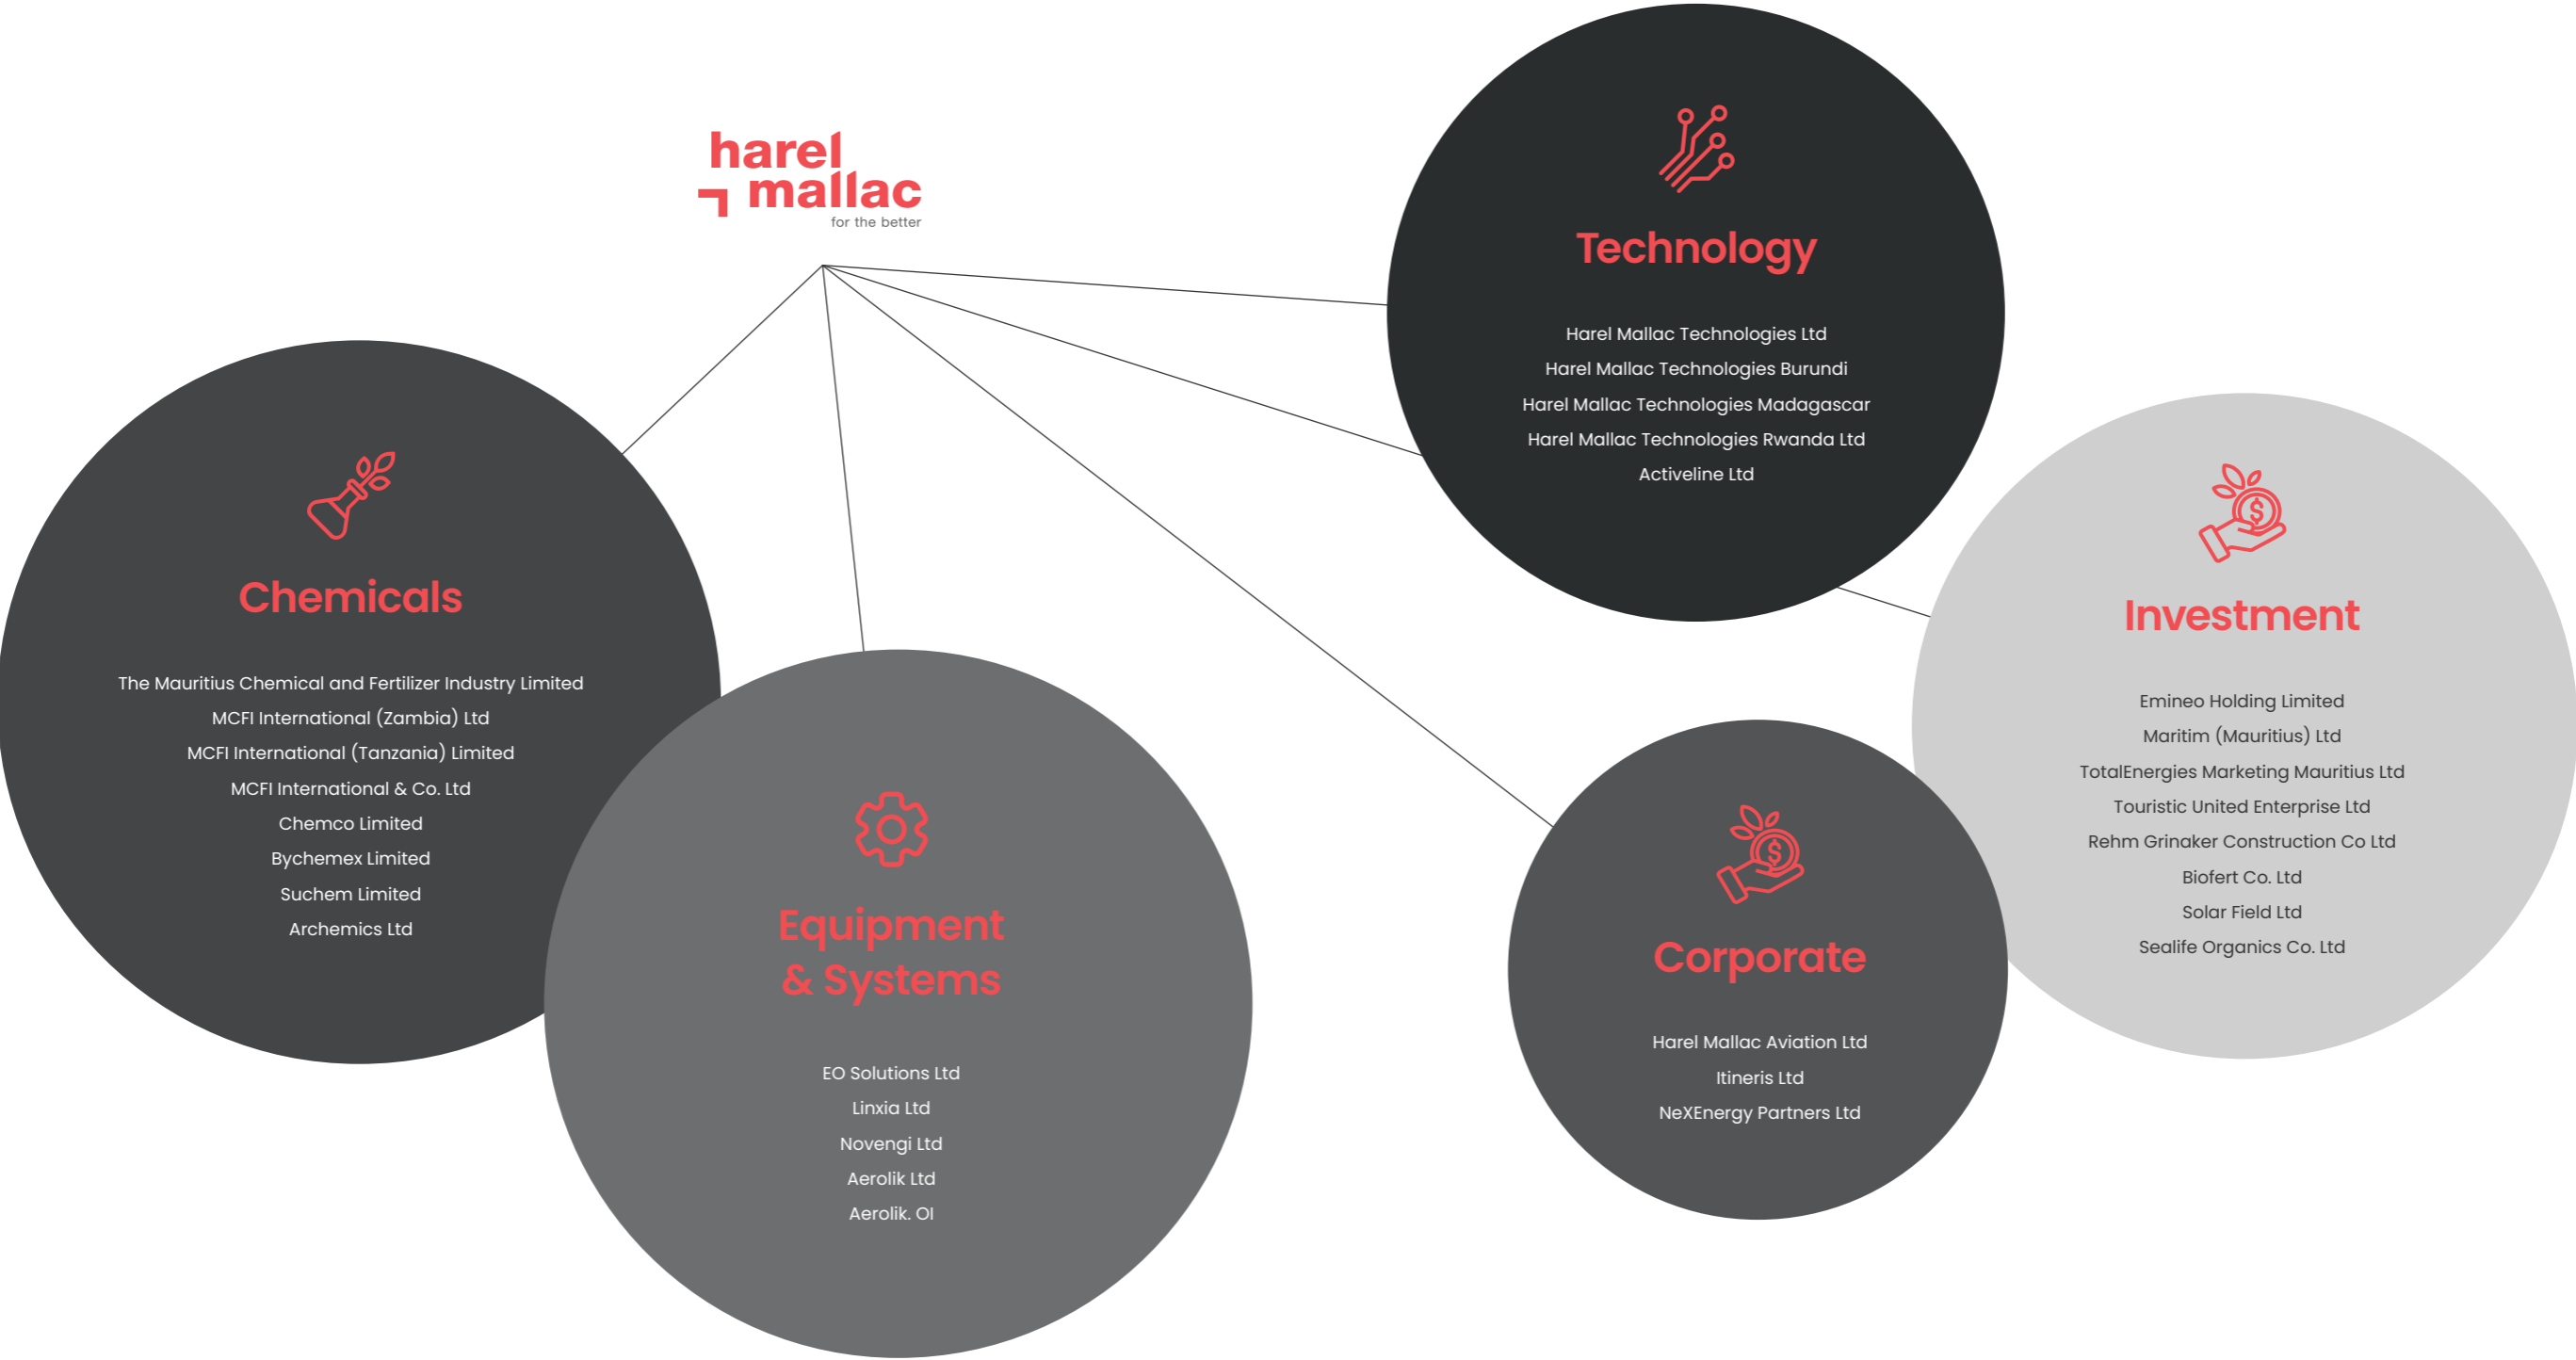 harel
mallac
for the better
Technology
Harel Mallac Technologies Ltd
Harel Mallac Technologies Burundi
Harel Mallac Technologies Madagascar
Harel Mallac Technologies Rwanda Ltd
Activeline Ltd
Chemicals
The Mauritius Chemical and Fertilizer Industry Limited
MCFI International (Zambia) Ltd
MCFI International (Tanzania) Limited
MCFI International & Co. Ltd
Chemco Limited
Bychemex Limited
Suchem Limited
Archemics Ltd
Investment
Emineo Holding Limited
Maritim (Mauritius) Ltd
TotalEnergies Marketing Mauritius Ltd
Touristic United Enterprise Ltd
Rehm Grinaker Construction Co Ltd
Biofert Co. Ltd
Solar Field Ltd
Sealife Organics Co. Ltd
Equipment
& Systems
EO Solutions Ltd
Linxia Ltd
Novengi Ltd
Aerolik Ltd
Aerolik. OI
Corporate
Harel Mallac Aviation Ltd
Itineris Ltd
NeXEnergy Partners Ltd